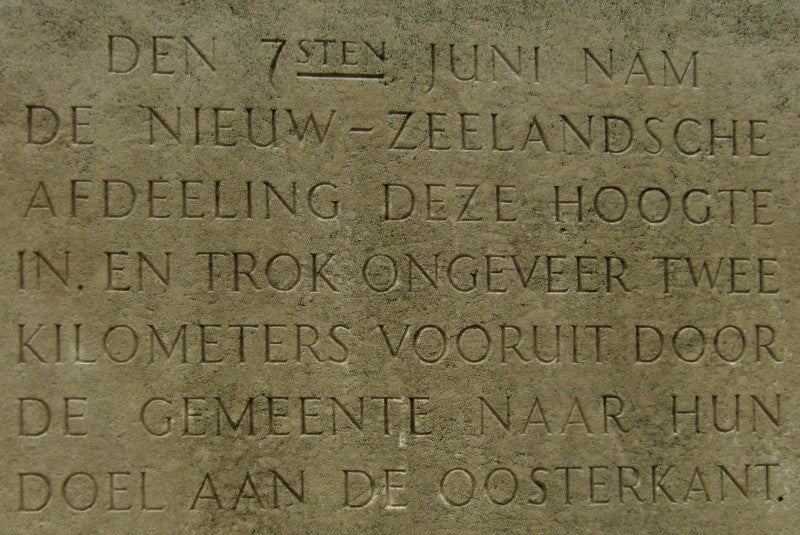 DEN 7STEN JUNI NAM
DE NIEUW-ZEELANDSCHE
AFDEELING DEZE HOOGTE
IN. EN TROK ONGEVEER TWEE
KILOMETERS VOORUIT DOOR
DE GEMEENTE NAAR HUN
DOEL AAN DE OOSTERKANT.